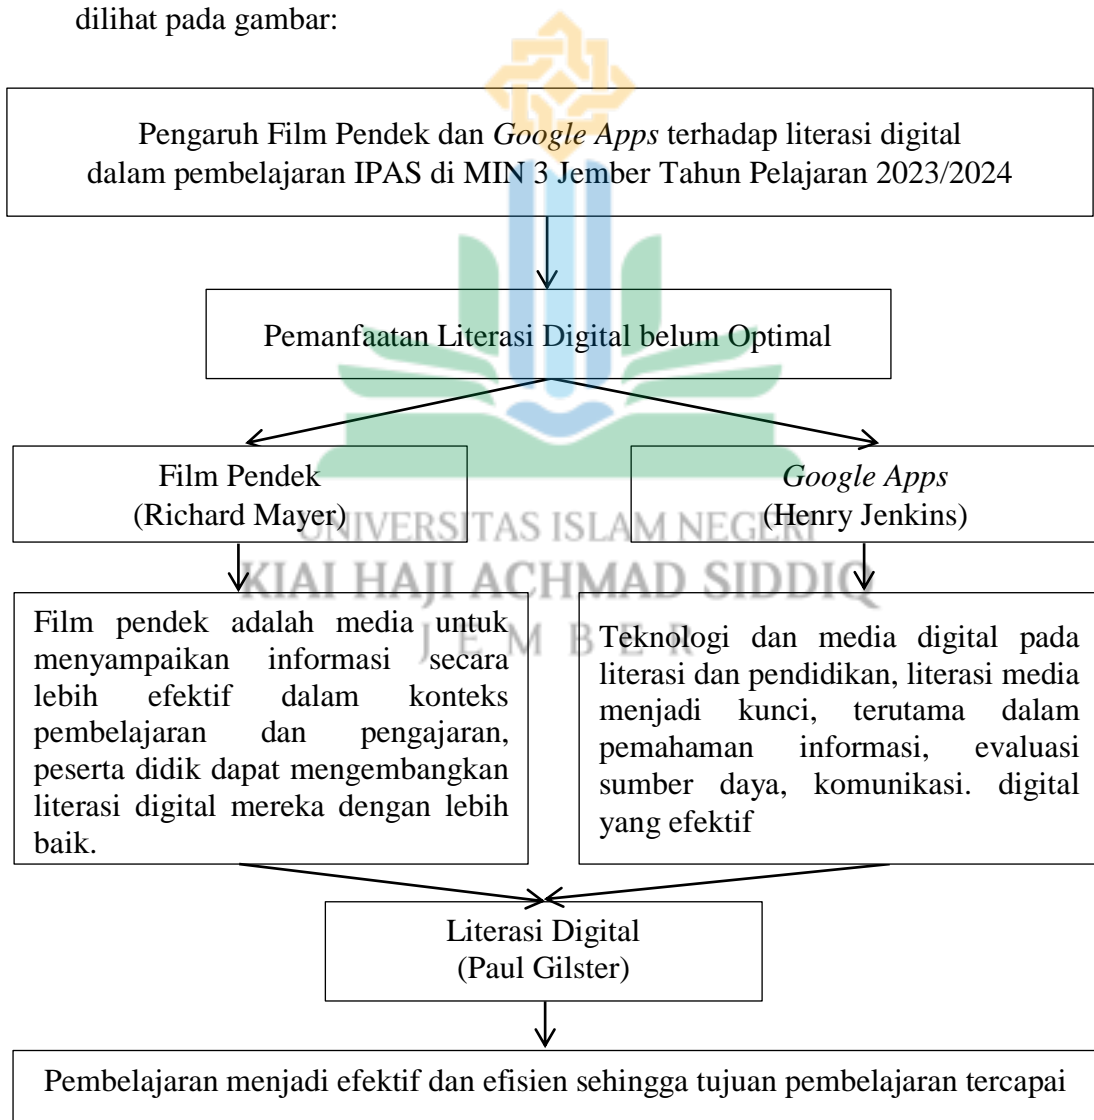 dilihat pada gambar:
Pengaruh Film Pendek dan Google Apps terhadap literasi digital
dalam pembelajaran IPAS di MIN 3 Jember Tahun Pelajaran 2023/2024
Pemanfaatan Literasi Digital belum Optimal
Film Pendek
(Richard Mayer)
Google Apps
(Henry Jenkins)
UNIVERSITAS ISLAM NEGERI
KIAI HAJI ACHMAD SIDDIQ
JEMBER
Film pendek adalah media untuk
menyampaikan informasi secara
lebih efektif dalam konteks
pembelajaran dan pengajaran,
peserta didik dapat mengembangkan
literasi digital mereka dengan lebih
baik.
Teknologi dan media digital pada
literasi dan pendidikan, literasi media
menjadi kunci, terutama dalam
pemahaman informasi, evaluasi
sumber daya, komunikasi. digital
yang efektif
Literasi Digital
(Paul Gilster)
Pembelajaran menjadi efektif dan efisien sehingga tujuan pembelajaran tercapai